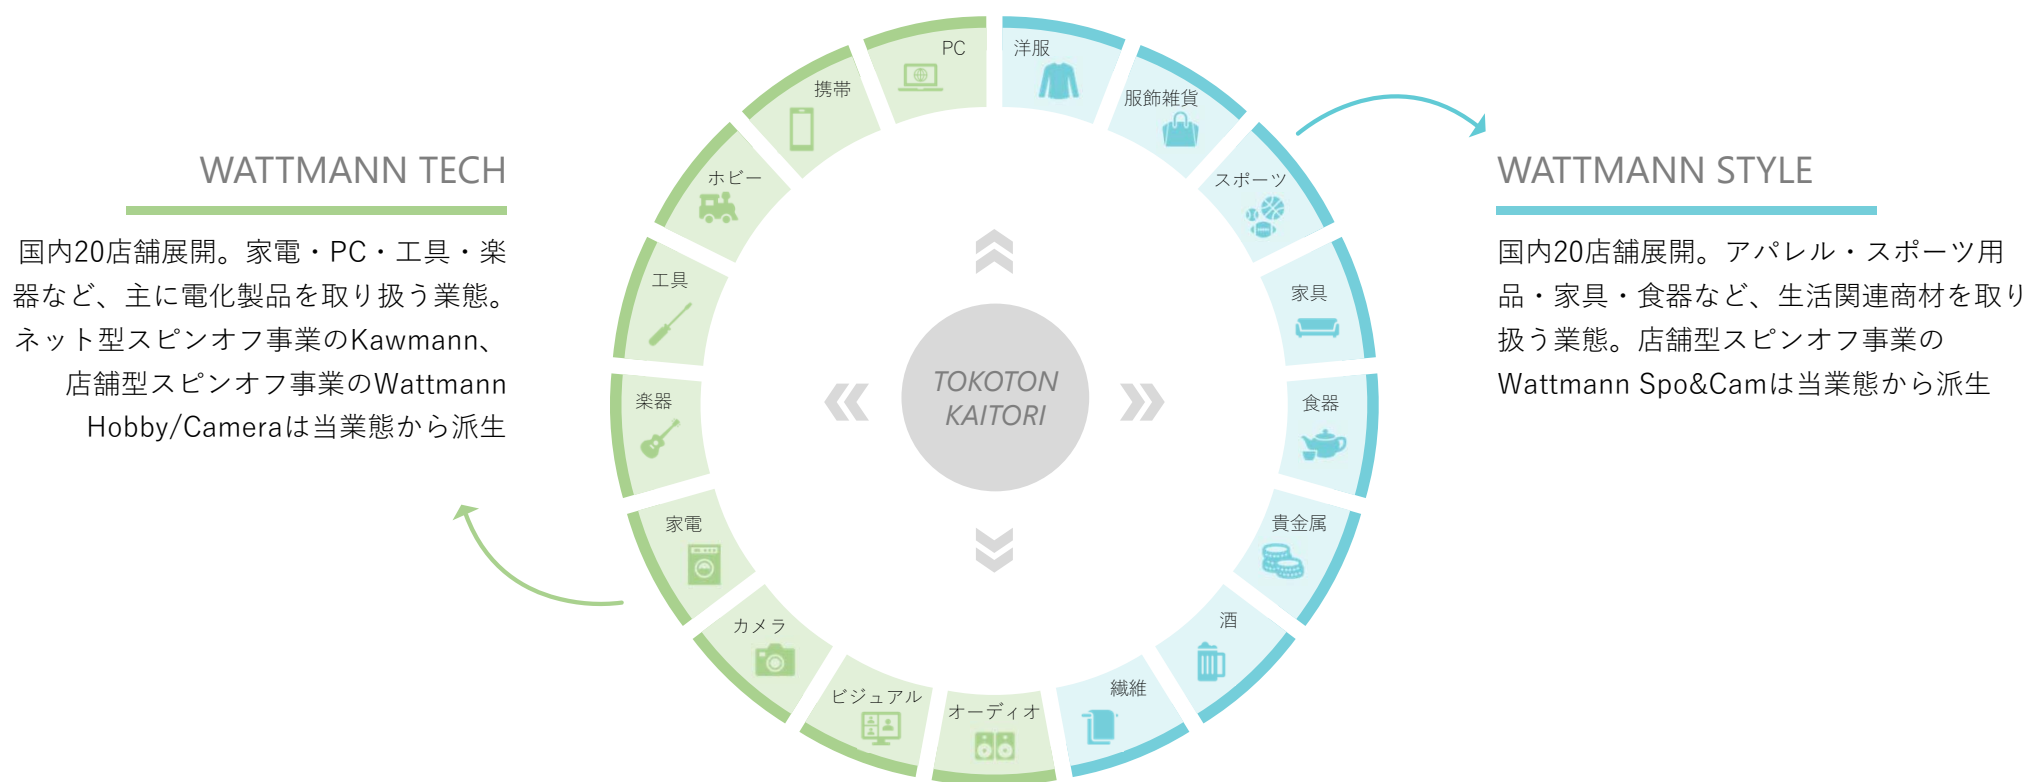 WATTMANN TECH
国内20店舗展開。家電・PC・工具・楽
器など、主に電化製品を取り扱う業態。
ネット型スピンオフ事業のKawmann、
店舗型スピンオフ事業のWattmann
Hobby/Cameraは当業態から派生
PC
携帯
ホビー
工具
楽器
家電
カメラ
ビジュアル
オーディオ
洋服
服飾雑貨
スポーツ
家具
食器
貴金属
酒
繊維
TOKOTON
KAITORI
WATTMANN STYLE
国内20店舗展開。アパレル・スポーツ用
品・家具・食器など、生活関連商材を取り
扱う業態。店舗型スピンオフ事業の
Wattmann Spo&Camは当業態から派生